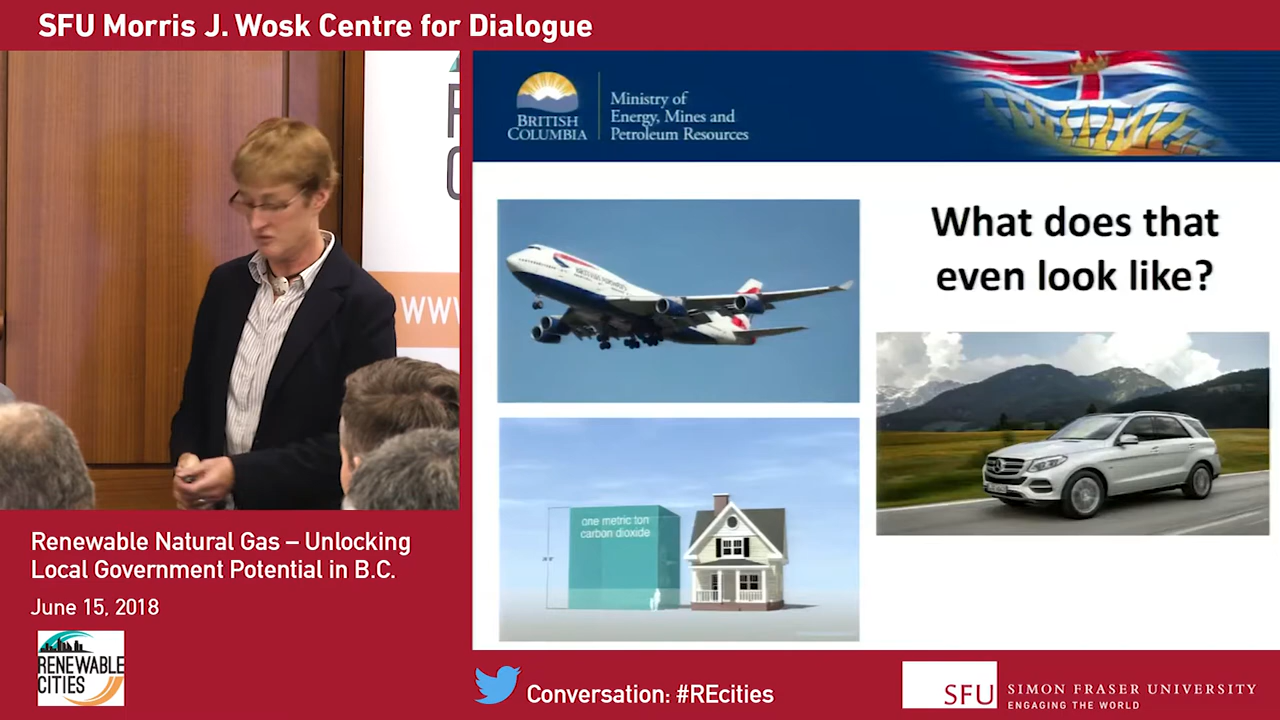 SFU Morris J. Wosk Centre for Dialogue
WWW
BRITISH
COLUMBIA
Ministry of
Energy, Mines and
Petroleum Resources
What does that
even look like?
one metric ton
carbon dioxide
Renewable Natural Gas – Unlocking
Local Government Potential in B.C.
June 15, 2018
RENEWABLE
CITIES
Conversation: #REcities
SFU
SIMON FRASER UNIVERSITY
ENGAGING THE WORLD